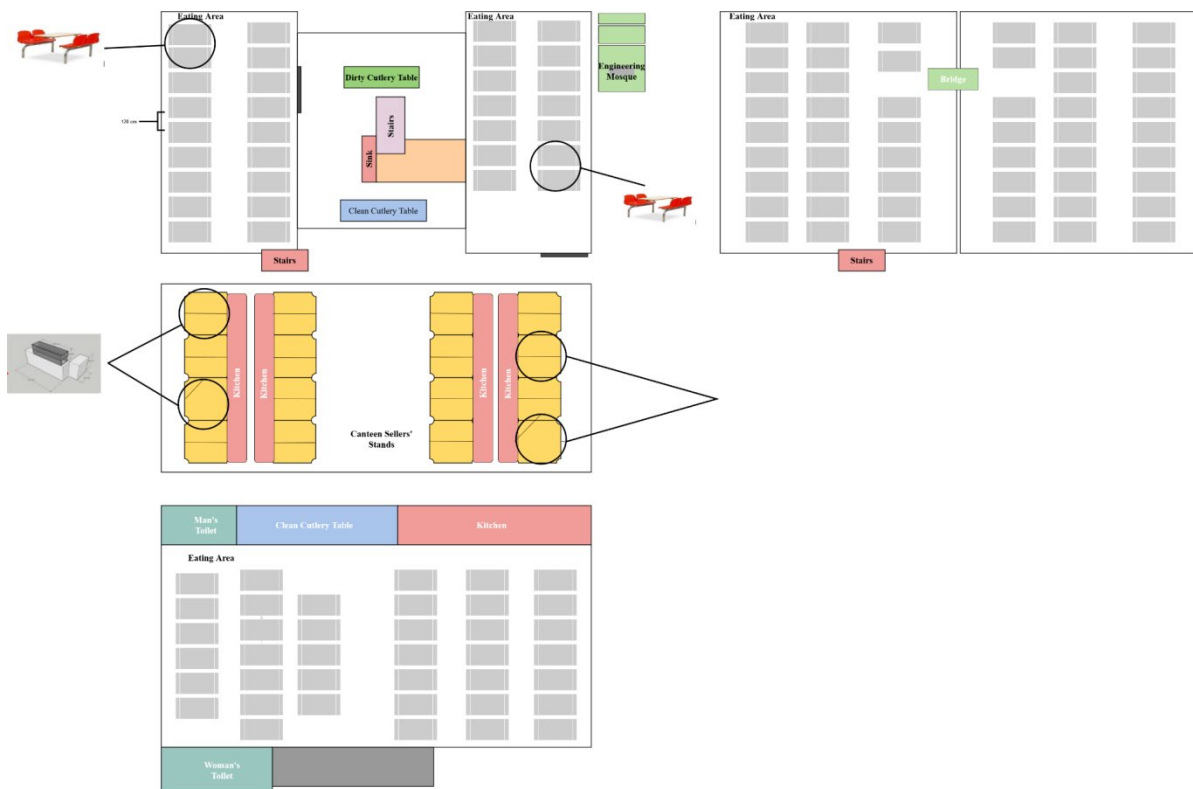 Eating Area
Eating Area
Eating Area
Dirty Cutlery Table
Engineering
Mosque
Bridge
Stairs
120 cm
Sink
Clean Cutlery Table
Stairs
Stairs
Kitchen
Kitchen
Kitchen
Kitchen
Canteen Sellers'
Stands
Man's
Toilet
Clean Cutlery Table
Kitchen
Eating Area
Woman's
Toilet